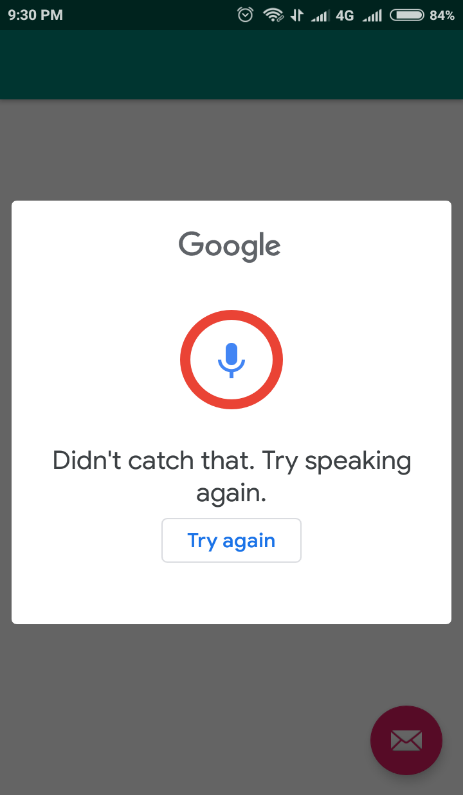 9:30 PM 4G 84%
Google
Didn't catch that. Try speaking
again.
Try again